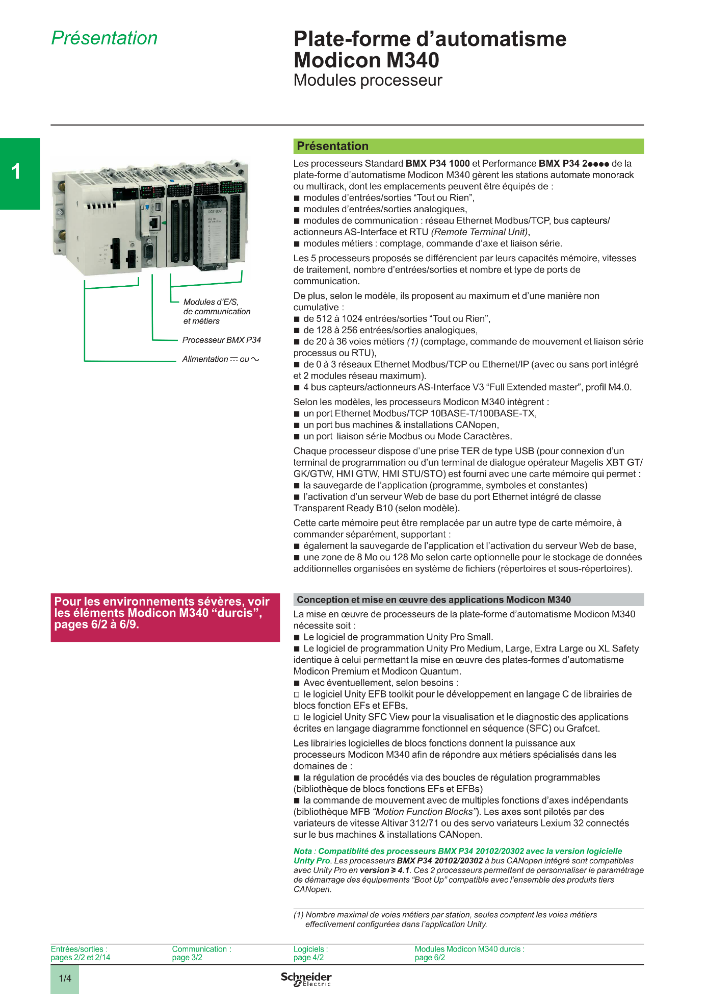 Présentation
Plate-forme d’automatisme
Modicon M340
Modules processeur
1
Présentation
Les processeurs Standard BMX P34 1000 et Performance BMX P34 2●●●● de la
plate-forme d’automatisme Modicon M340 gèrent les stations automate monorack
ou multirack, dont les emplacements peuvent être équipés de :
■ modules d’entrées/sorties “Tout ou Rien”,
■ modules d’entrées/sorties analogiques,
■ modules de communication : réseau Ethernet Modbus/TCP, bus capteurs/
actionneurs AS-Interface et RTU (Remote Terminal Unit),
■ modules métiers : comptage, commande d’axe et liaison série.
Les 5 processeurs proposés se différencient par leurs capacités mémoire, vitesses
de traitement, nombre d’entrées/sorties et nombre et type de ports de
communication.
De plus, selon le modèle, ils proposent au maximum et d’une manière non
cumulative :
■ de 512 à 1024 entrées/sorties “Tout ou Rien”,
■ de 128 à 256 entrées/sorties analogiques,
■ de 20 à 36 voies métiers (1) (comptage, commande de mouvement et liaison série
processus ou RTU),
■ de 0 à 3 réseaux Ethernet Modbus/TCP ou Ethernet/IP (avec ou sans port intégré
et 2 modules réseau maximum).
■ 4 bus capteurs/actionneurs AS-Interface V3 “Full Extended master”, profil M4.0.
Selon les modèles, les processeurs Modicon M340 intègrent :
■ un port Ethernet Modbus/TCP 10BASE-T/100BASE-TX,
■ un port bus machines & installations CANopen,
■ un port liaison série Modbus ou Mode Caractères.
Chaque processeur dispose d’une prise TER de type USB (pour connexion d’un
terminal de programmation ou d’un terminal de dialogue opérateur Magelis XBT GT/
GK/GTW, HMI GTW, HMI STU/STO) est fourni avec une carte mémoire qui permet :
■ la sauvegarde de l’application (programme, symboles et constantes)
■ l’activation d’un serveur Web de base du port Ethernet intégré de classe
Transparent Ready B10 (selon modèle).
Cette carte mémoire peut être remplacée par un autre type de carte mémoire, à
commander séparément, supportant :
■ également la sauvegarde de l’application et l’activation du serveur Web de base,
■ une zone de 8 Mo ou 128 Mo selon carte optionnelle pour le stockage de données
additionnelles organisées en système de fichiers (répertoires et sous-répertoires).
DDI1602
Modules d’E/S,
de communication
et métiers
Processeur BMX P34
Alimentation ⎓ ou ∿
Pour les environnements sévères, voir
les éléments Modicon M340 “durcis”,
pages 6/2 à 6/9.
Conception et mise en œuvre des applications Modicon M340
La mise en œuvre de processeurs de la plate-forme d’automatisme Modicon M340
nécessite soit :
■ Le logiciel de programmation Unity Pro Small.
■ Le logiciel de programmation Unity Pro Medium, Large, Extra Large ou XL Safety
identique à celui permettant la mise en œuvre des plates-formes d’automatisme
Modicon Premium et Modicon Quantum.
■ Avec éventuellement, selon besoins :
□ le logiciel Unity EFB toolkit pour le développement en langage C de librairies de
blocs fonction EFs et EFBs,
□ le logiciel Unity SFC View pour la visualisation et le diagnostic des applications
écrites en langage diagramme fonctionnel en séquence (SFC) ou Grafcet.
Les librairies logicielles de blocs fonctions donnent la puissance aux
processeurs Modicon M340 afin de répondre aux métiers spécialisés dans les
domaines de :
■ la régulation de procédés via des boucles de régulation programmables
(bibliothèque de blocs fonctions EFs et EFBs)
■ la commande de mouvement avec de multiples fonctions d’axes indépendants
(bibliothèque MFB “Motion Function Blocks”). Les axes sont pilotés par des
variateurs de vitesse Altivar 312/71 ou des servo variateurs Lexium 32 connectés
sur le bus machines & installations CANopen.
Nota : Compatiblité des processeurs BMX P34 20102/20302 avec la version logicielle
Unity Pro. Les processeurs BMX P34 20102/20302 à bus CANopen intégré sont compatibles
avec Unity Pro en version ⩾ 4.1. Ces 2 processeurs permettent de personnaliser le paramétrage
de démarrage des équipements “Boot Up” compatible avec l’ensemble des produits tiers
CANopen.
(1) Nombre maximal de voies métiers par station, seules comptent les voies métiers
effectivement configurées dans l’application Unity.
Entrées/sorties :
pages 2/2 et 2/14
Communication :
page 3/2
Logiciels :
page 4/2
Modules Modicon M340 durcis :
page 6/2
1/4
Schneider
Electric